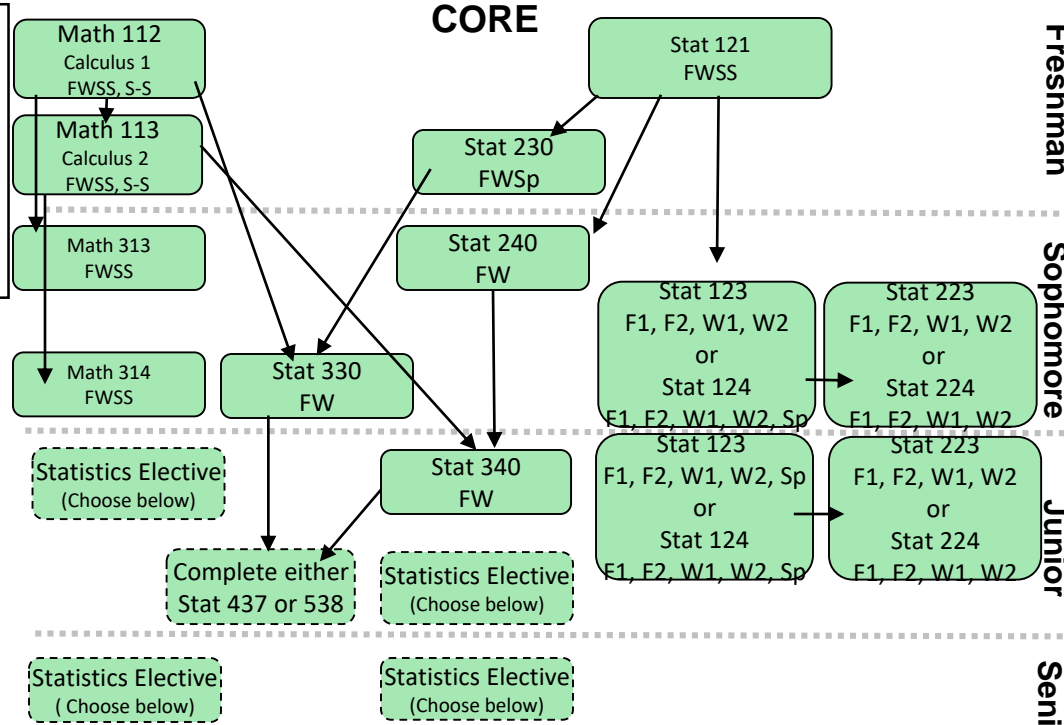 CORE
Freshman
Math 112
Calculus 1
FWSS, S-S
Stat 121
FWSS
Math 113
Calculus 2
FWSS, S-S
Stat 230
FWSp
Sophomore
Math 313
FWSS
Stat 240
FW
Stat 123
F1, F2, W1, W2
or
Stat 124
F1, F2, W1, W2, Sp
Stat 223
F1, F2, W1, W2
or
Stat 224
F1, F2, W1, W2
Math 314
FWSS
Stat 330
FW
Junior
Statistics Elective
(Choose below)
Stat 340
FW
Stat 123
F1, F2, W1, W2, Sp
or
Stat 124
F1, F2, W1, W2, Sp
Stat 223
F1, F2, W1, W2
or
Stat 224
F1, F2, W1, W2
Complete either
Stat 437 or 538
Statistics Elective
(Choose below)
Seni
Statistics Elective
( Choose below)
Statistics Elective
(Choose below)